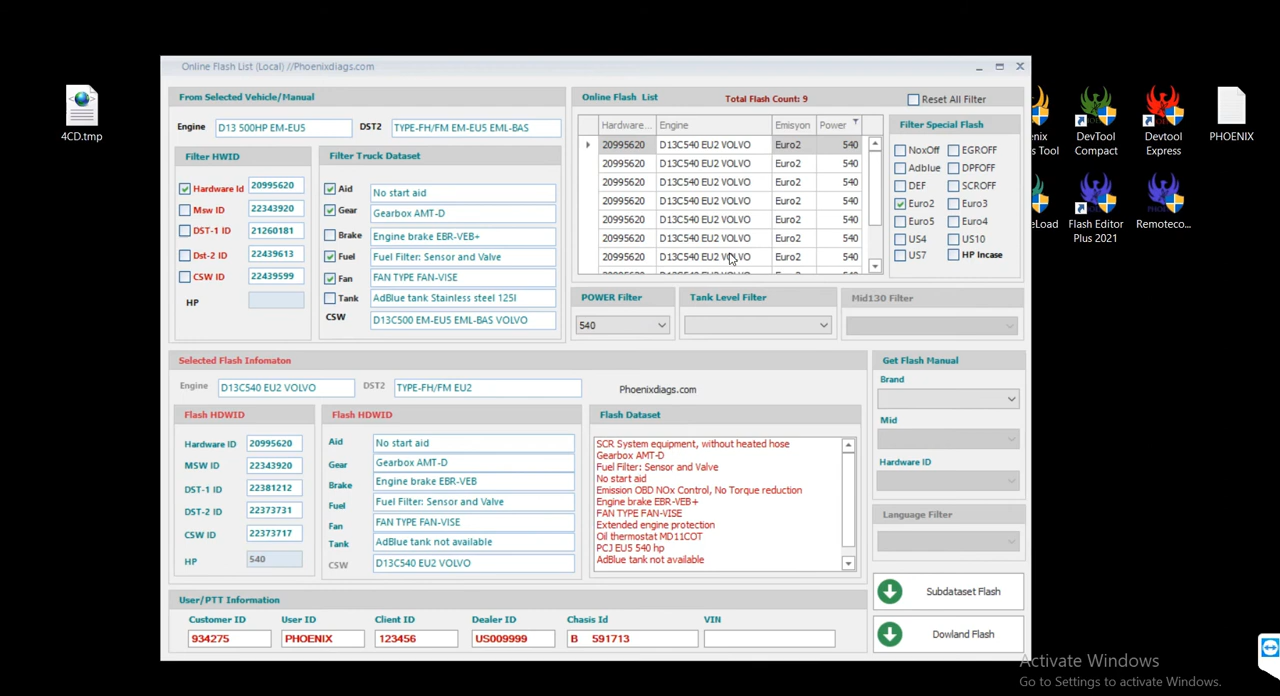 4CD.tmp
Online Flash List (Local) //Phoenixdiags.com
From Selected Vehicle/Manual
Engine D13 500HP EM-EU5 DST2 TYPE-FH/FM EM-EU5 EML-BAS
Filter HWID
Hardware Id 20995620
Msw ID 22343920
DST-1 ID 21260181
Dst-2 ID 22439613
CSW ID 22439599
HP
Filter Truck Dataset
Aid No start aid
Gear Gearbox AMT-D
Brake Engine brake EBR-VEB+
Fuel Fuel Filter: Sensor and Valve
Fan FAN TYPE FAN-VISE
Tank AdBlue tank Stainless steel 125l
CSW D13C500 EM-EU5 EML-BAS VOLVO
Online Flash List Total Flash Count: 9 Reset All Filter
Hardware... Engine Emisyon Power
20995620 D13C540 EU2 VOLVO Euro2 540
20995620 D13C540 EU2 VOLVO Euro2 540
20995620 D13C540 EU2 VOLVO Euro2 540
20995620 D13C540 EU2 VOLVO Euro2 540
20995620 D13C540 EU2 VOLVO Euro2 540
20995620 D13C540 EU2 VOLVO Euro2 540
20995620 D13C540 EU2 VOLVO Euro2 540
Filter Special Flash
NoxOff EGROFF
Adblue DPFOFF
DEF SCROFF
Euro2 Euro3
Euro5 Euro4
US4 US10
US7 HP Incase
POWER Filter
540
Tank Level Filter
Mid130 Filter
Selected Flash Infomaton
Engine D13C540 EU2 VOLVO DST2 TYPE-FH/FM EU2 Phoenixdiags.com
Flash HDWID
Hardware ID 20995620
MSW ID 22343920
DST-1 ID 22381212
DST-2 ID 22373731
CSW ID 22373717
HP 540
Flash HDWID
Aid No start aid
Gear Gearbox AMT-D
Brake Engine brake EBR-VEB
Fuel Fuel Filter: Sensor and Valve
Fan FAN TYPE FAN-VISE
Tank AdBlue tank not available
CSW D13C540 EU2 VOLVO
Flash Dataset
SCR System equipment, without heated hose
Gearbox AMT-D
Fuel Filter: Sensor and Valve
No start aid
Emission OBD NOx Control, No Torque reduction
Engine brake EBR-VEB+
FAN TYPE FAN-VISE
Extended engine protection
Oil thermostat MD11COT
PCJ EU5 540 hp
AdBlue tank not available
Get Flash Manual
Brand
Mid
Hardware ID
Language Filter
Subdataset Flash
Dowland Flash
User/PTT Information
Customer ID User ID Client ID Dealer ID Chasis Id VIN
934275 PHOENIX 123456 US009999 B 591713
DevTool
Compact
Devtool
Express
PHOENIX
s Tool
eLoad
Flash Editor
Plus 2021
Remoteco...
Activate Windows
Go to Settings to activate Windows.